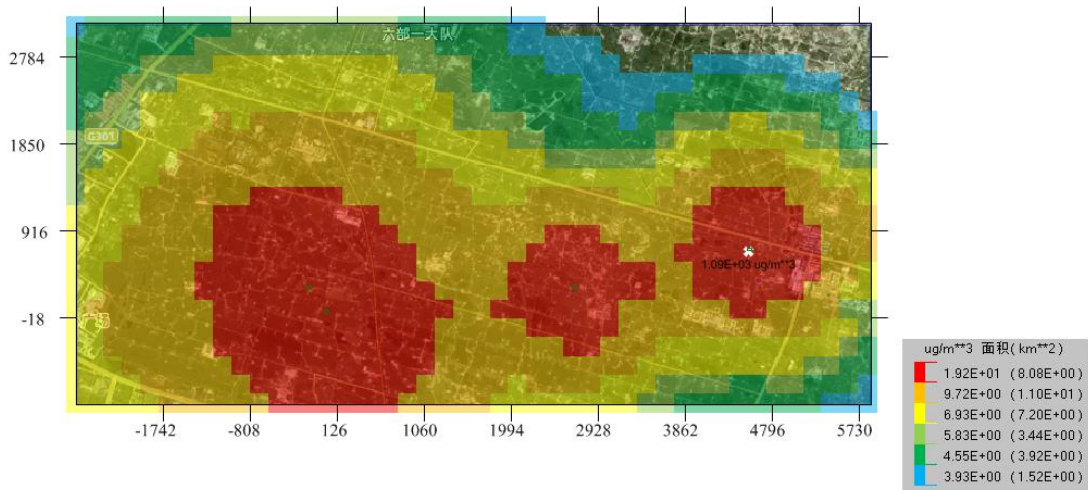 六部一大队
2784
G301
1850
916
1.09E+03 ug/m**3
-18
广场
-1742 -808 126 1060 1994 2928 3862 4796 5730
ug/m**3 面积(km**2)
1.92E+01 (8.08E+00)
9.72E+00 (1.10E+01)
6.93E+00 (7.20E+00)
5.83E+00 (3.44E+00)
4.55E+00 (3.92E+00)
3.93E+00 (1.52E+00)